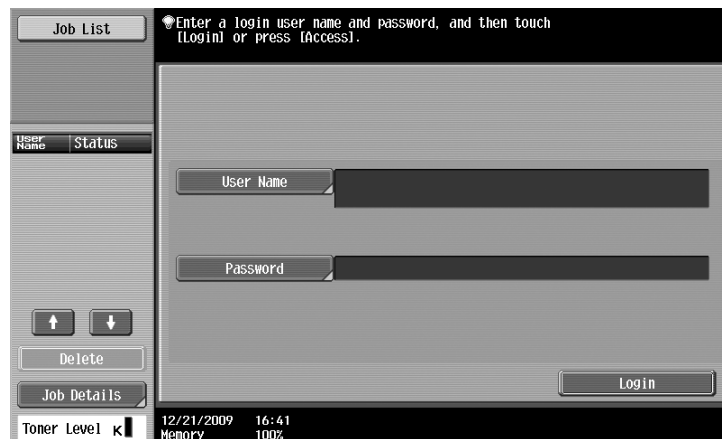 Job List
Enter a login user name and password, and then touch
[Login] or press [Access].
User
Name
Status
User Name
Password
Delete
Job Details
Login
Toner Level K
12/21/2009 16:41
Memory 100%